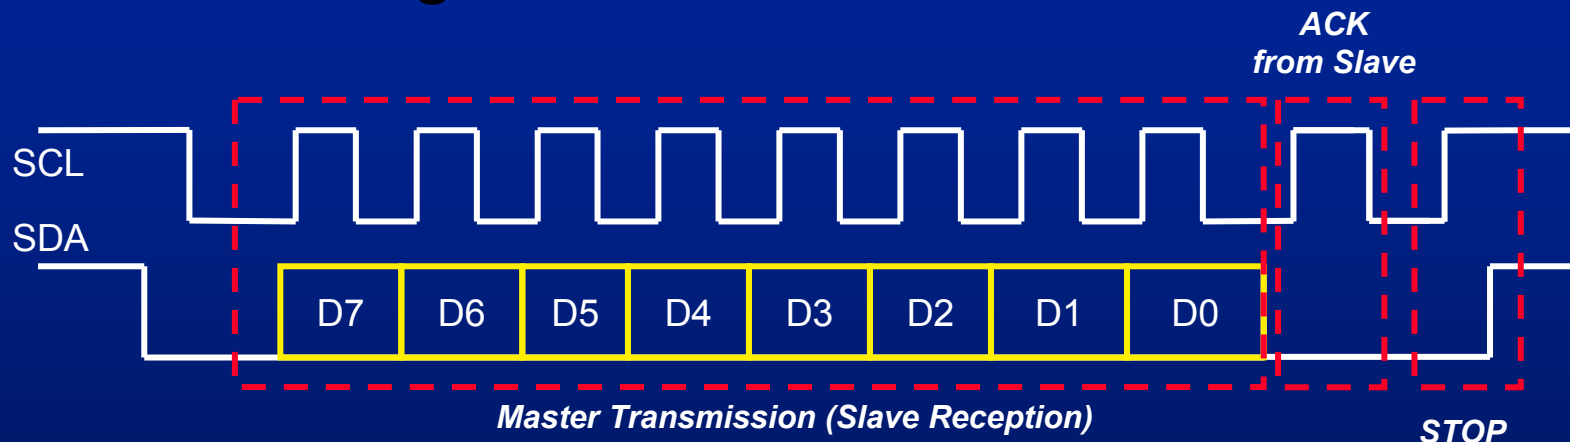 ACK
from Slave
SCL
SDA
D7 D6 D5 D4 D3 D2 D1 D0
Master Transmission (Slave Reception)
STOP